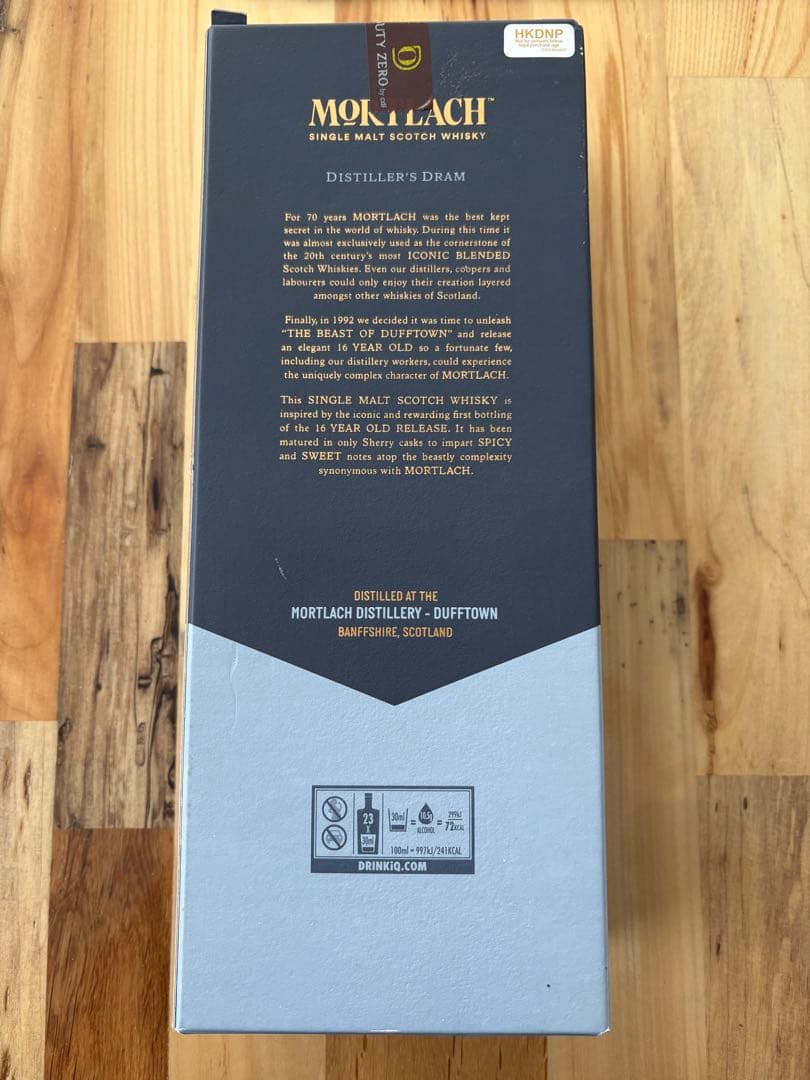 HKDNP
UTY ZERO by cdf
MORTLACH™
SINGLE MALT SCOTCH WHISKY
DISTILLER'S DRAM
For 70 years MORTLACH was the best kept
secret in the world of whisky. During this time it
was almost exclusively used as the cornerstone of
the 20th century's most ICONIC BLENDED
Scotch Whiskies. Even our distillers, coopers and
labourers could only enjoy their creation layered
amongst other whiskies of Scotland.
Finally, in 1992 we decided it was time to unleash
"THE BEAST OF DUFFTOWN" and release
an elegant 16 YEAR OLD so a fortunate few,
including our distillery workers, could experience
the uniquely complex character of MORTLACH.
This SINGLE MALT SCOTCH WHISKY is
inspired by the iconic and rewarding first bottling
of the 16 YEAR OLD RELEASE. It has been
matured in only Sherry casks to impart SPICY
and SWEET notes atop the beastly complexity
synonymous with MORTLACH.
DISTILLED AT THE
MORTLACH DISTILLERY - DUFFTOWN
BANFFSHIRE, SCOTLAND
23 X 30ml
30ml = 10.5g ALCOHOL = 299kJ 72KCAL
100ml = 997kJ/241KCAL
DRINKiQ.COM